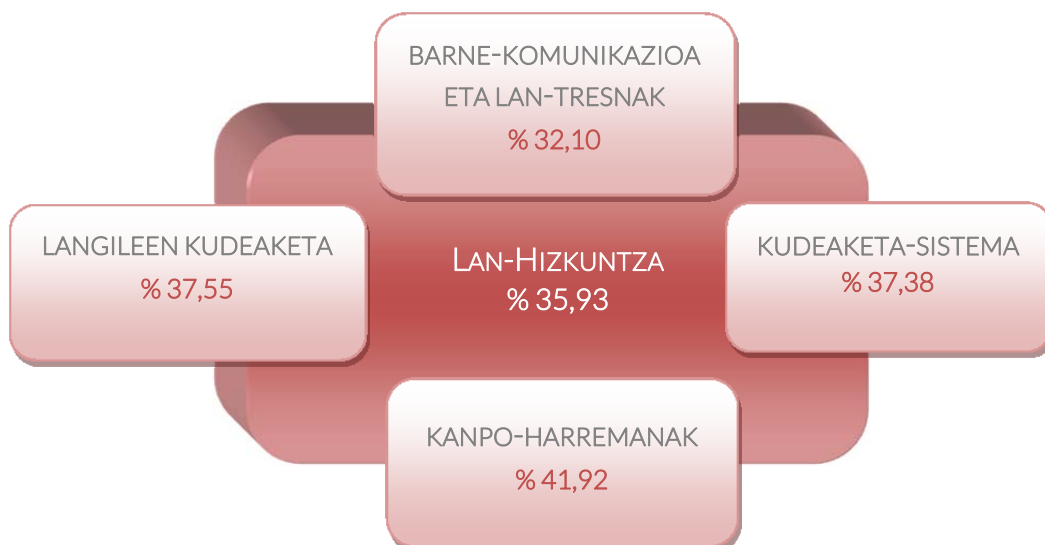 BARNE-KOMUNIKAZIOA
ETA LAN-TRESNAK
% 32,10
LANGILEEN KUDEAKETA
% 37,55
LAN-HIZKUNTZA
% 35,93
KUDEAKETA-SISTEMA
% 37,38
KANPO-HARREMANAK
% 41,92